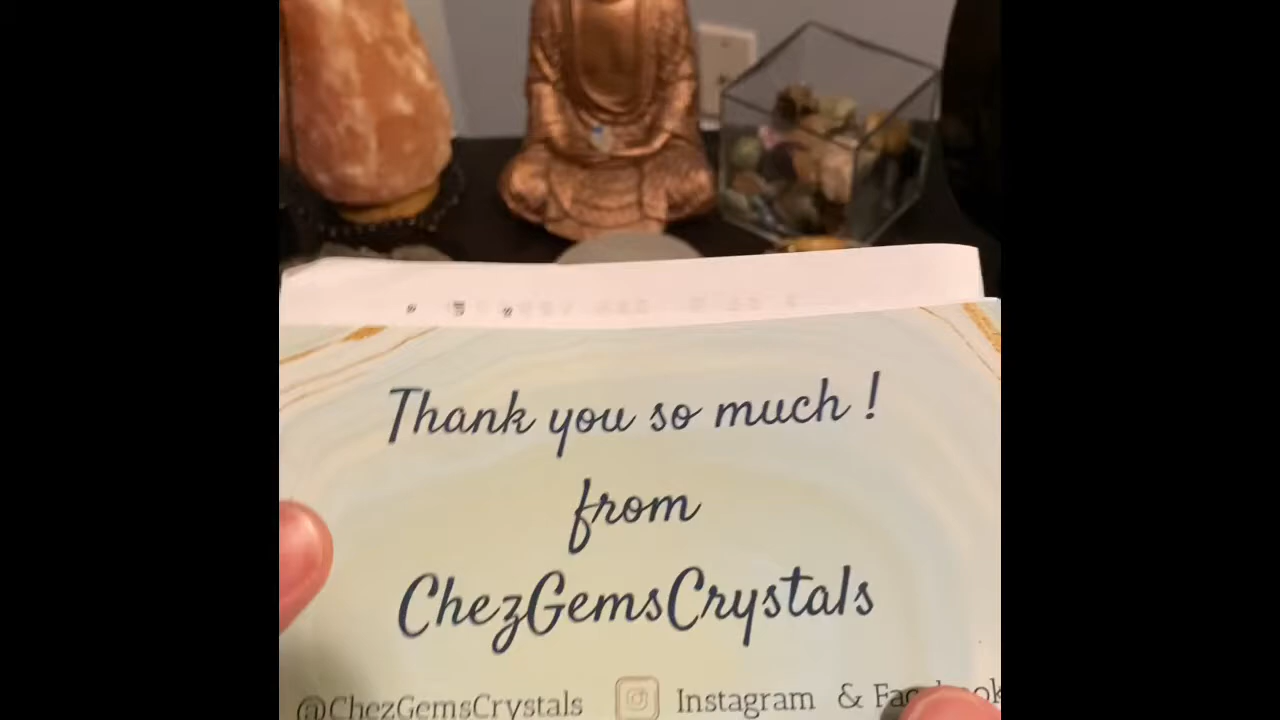 Thank you so much !
from
ChezGemsCrystals
@ChezGemsCrystals Instagram & Facebook